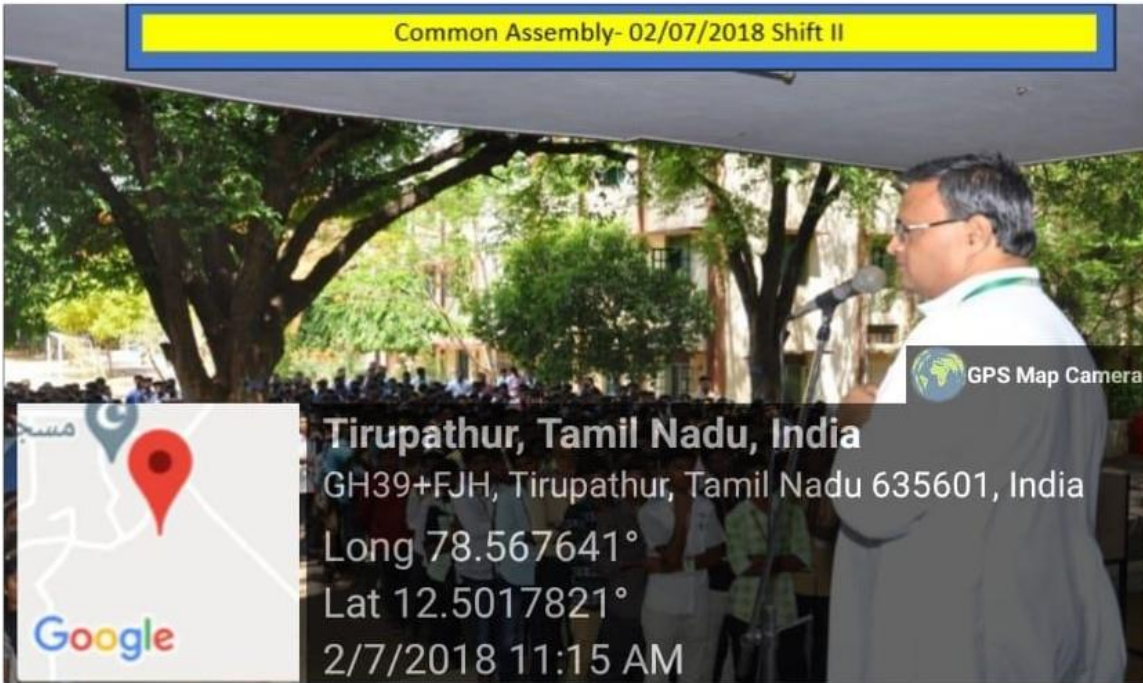 Common Assembly- 02/07/2018 Shift II
GPS Map Camera
مسجد
Tirupathur, Tamil Nadu, India
GH39+FJH, Tirupathur, Tamil Nadu 635601, India
Long 78.567641°
Lat 12.5017821°
Google
2/7/2018 11:15 AM